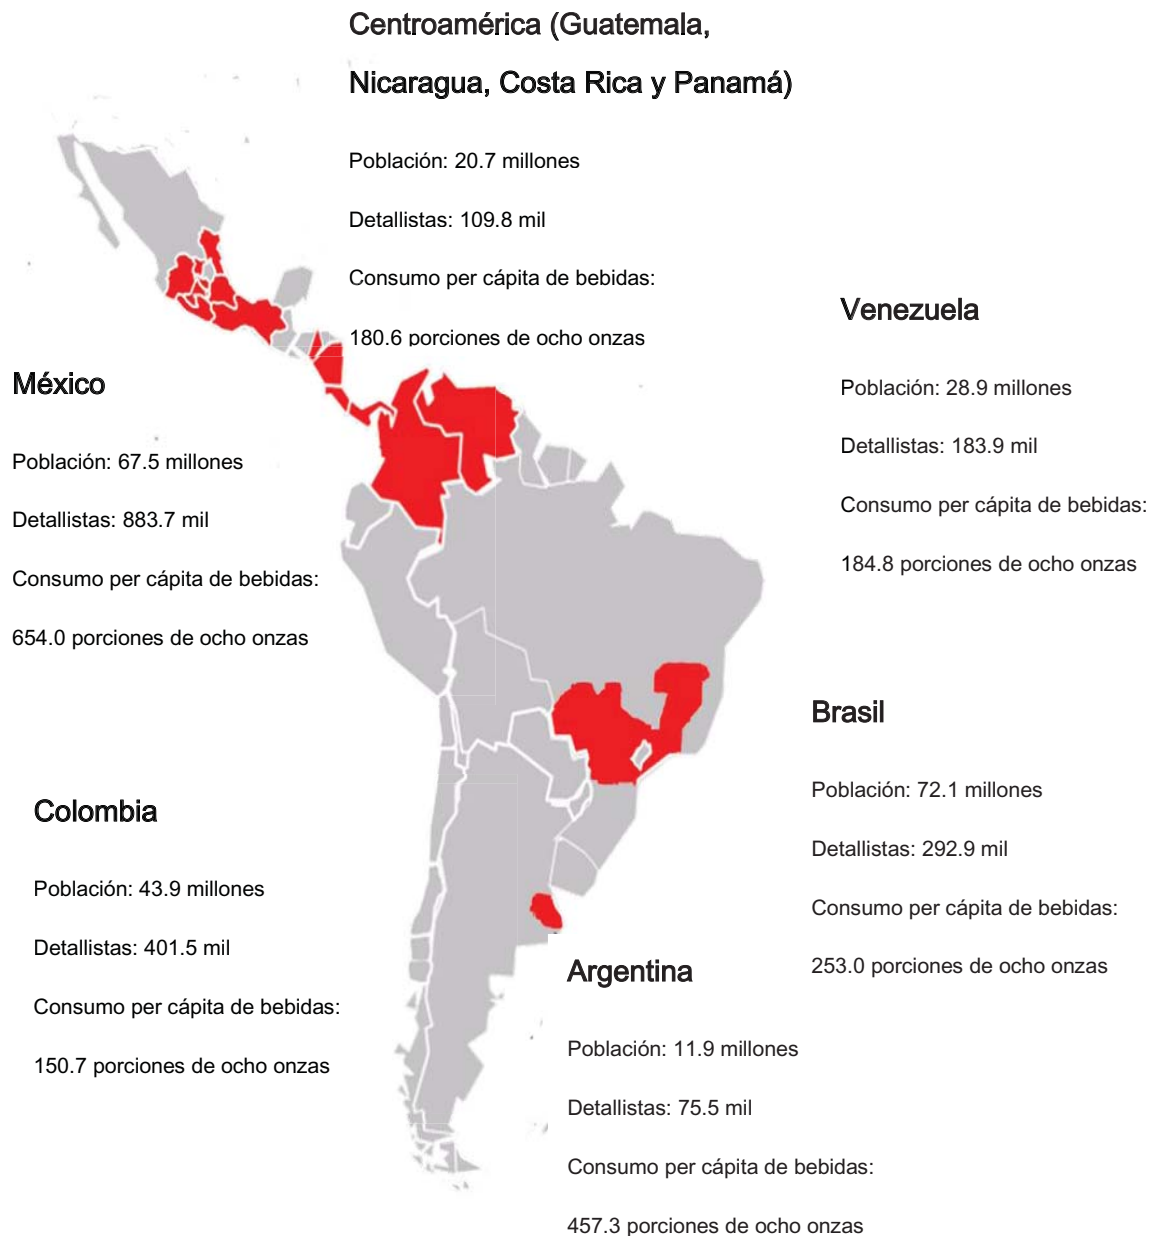 Centroamérica (Guatemala,
Nicaragua, Costa Rica y Panamá)
Población: 20.7 millones
Detallistas: 109.8 mil
Consumo per cápita de bebidas:
180.6 porciones de ocho onzas
Venezuela
Población: 28.9 millones
Detallistas: 183.9 mil
Consumo per cápita de bebidas:
184.8 porciones de ocho onzas
México
Población: 67.5 millones
Detallistas: 883.7 mil
Consumo per cápita de bebidas:
654.0 porciones de ocho onzas
Brasil
Población: 72.1 millones
Detallistas: 292.9 mil
Consumo per cápita de bebidas:
253.0 porciones de ocho onzas
Colombia
Población: 43.9 millones
Detallistas: 401.5 mil
Consumo per cápita de bebidas:
150.7 porciones de ocho onzas
Argentina
Población: 11.9 millones
Detallistas: 75.5 mil
Consumo per cápita de bebidas:
457.3 porciones de ocho onzas